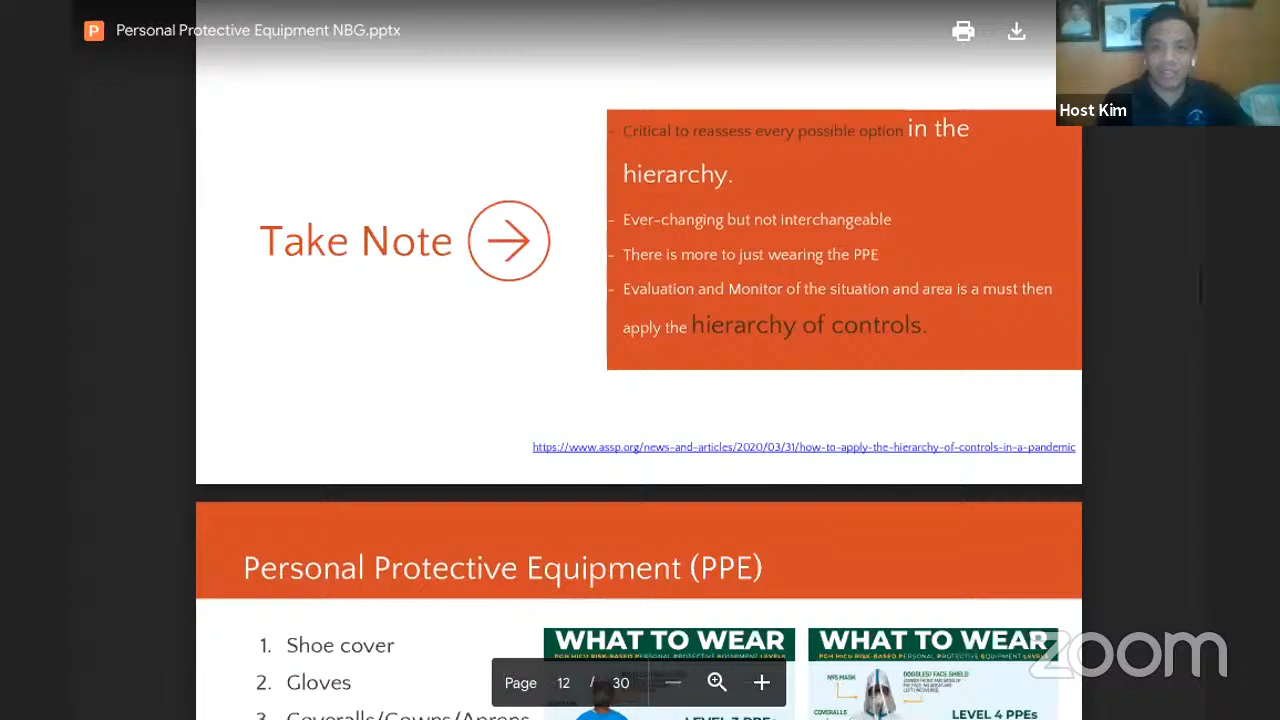 Personal Protective Equipment NBG.pptx
Host Kim
- Critical to reassess every possible option in the
hierarchy.
- Ever-changing but not interchangeable
- There is more to just wearing the PPE
- Evaluation and Monitor of the situation and area is a must then
apply the hierarchy of controls.
Take Note
https://www.assp.org/news-and-articles/2020/03/31/how-to-apply-the-hierarchy-of-controls-in-a-pandemic
Personal Protective Equipment (PPE)
1. Shoe cover
2. Gloves
3. Coveralls/Gowns/Aprons
WHAT TO WEAR
PGH HICU RISK-BASED PERSONAL PROTECTIVE EQUIPMENT LEVELS
LEVEL 3 PPEs
WHAT TO WEAR
PGH HICU RISK-BASED PERSONAL PROTECTIVE EQUIPMENT LEVELS
N95 MASK
GOGGLES/ FACE SHIELD
COVERALLS
LEVEL 4 PPEs
Page 12 / 30
zoom